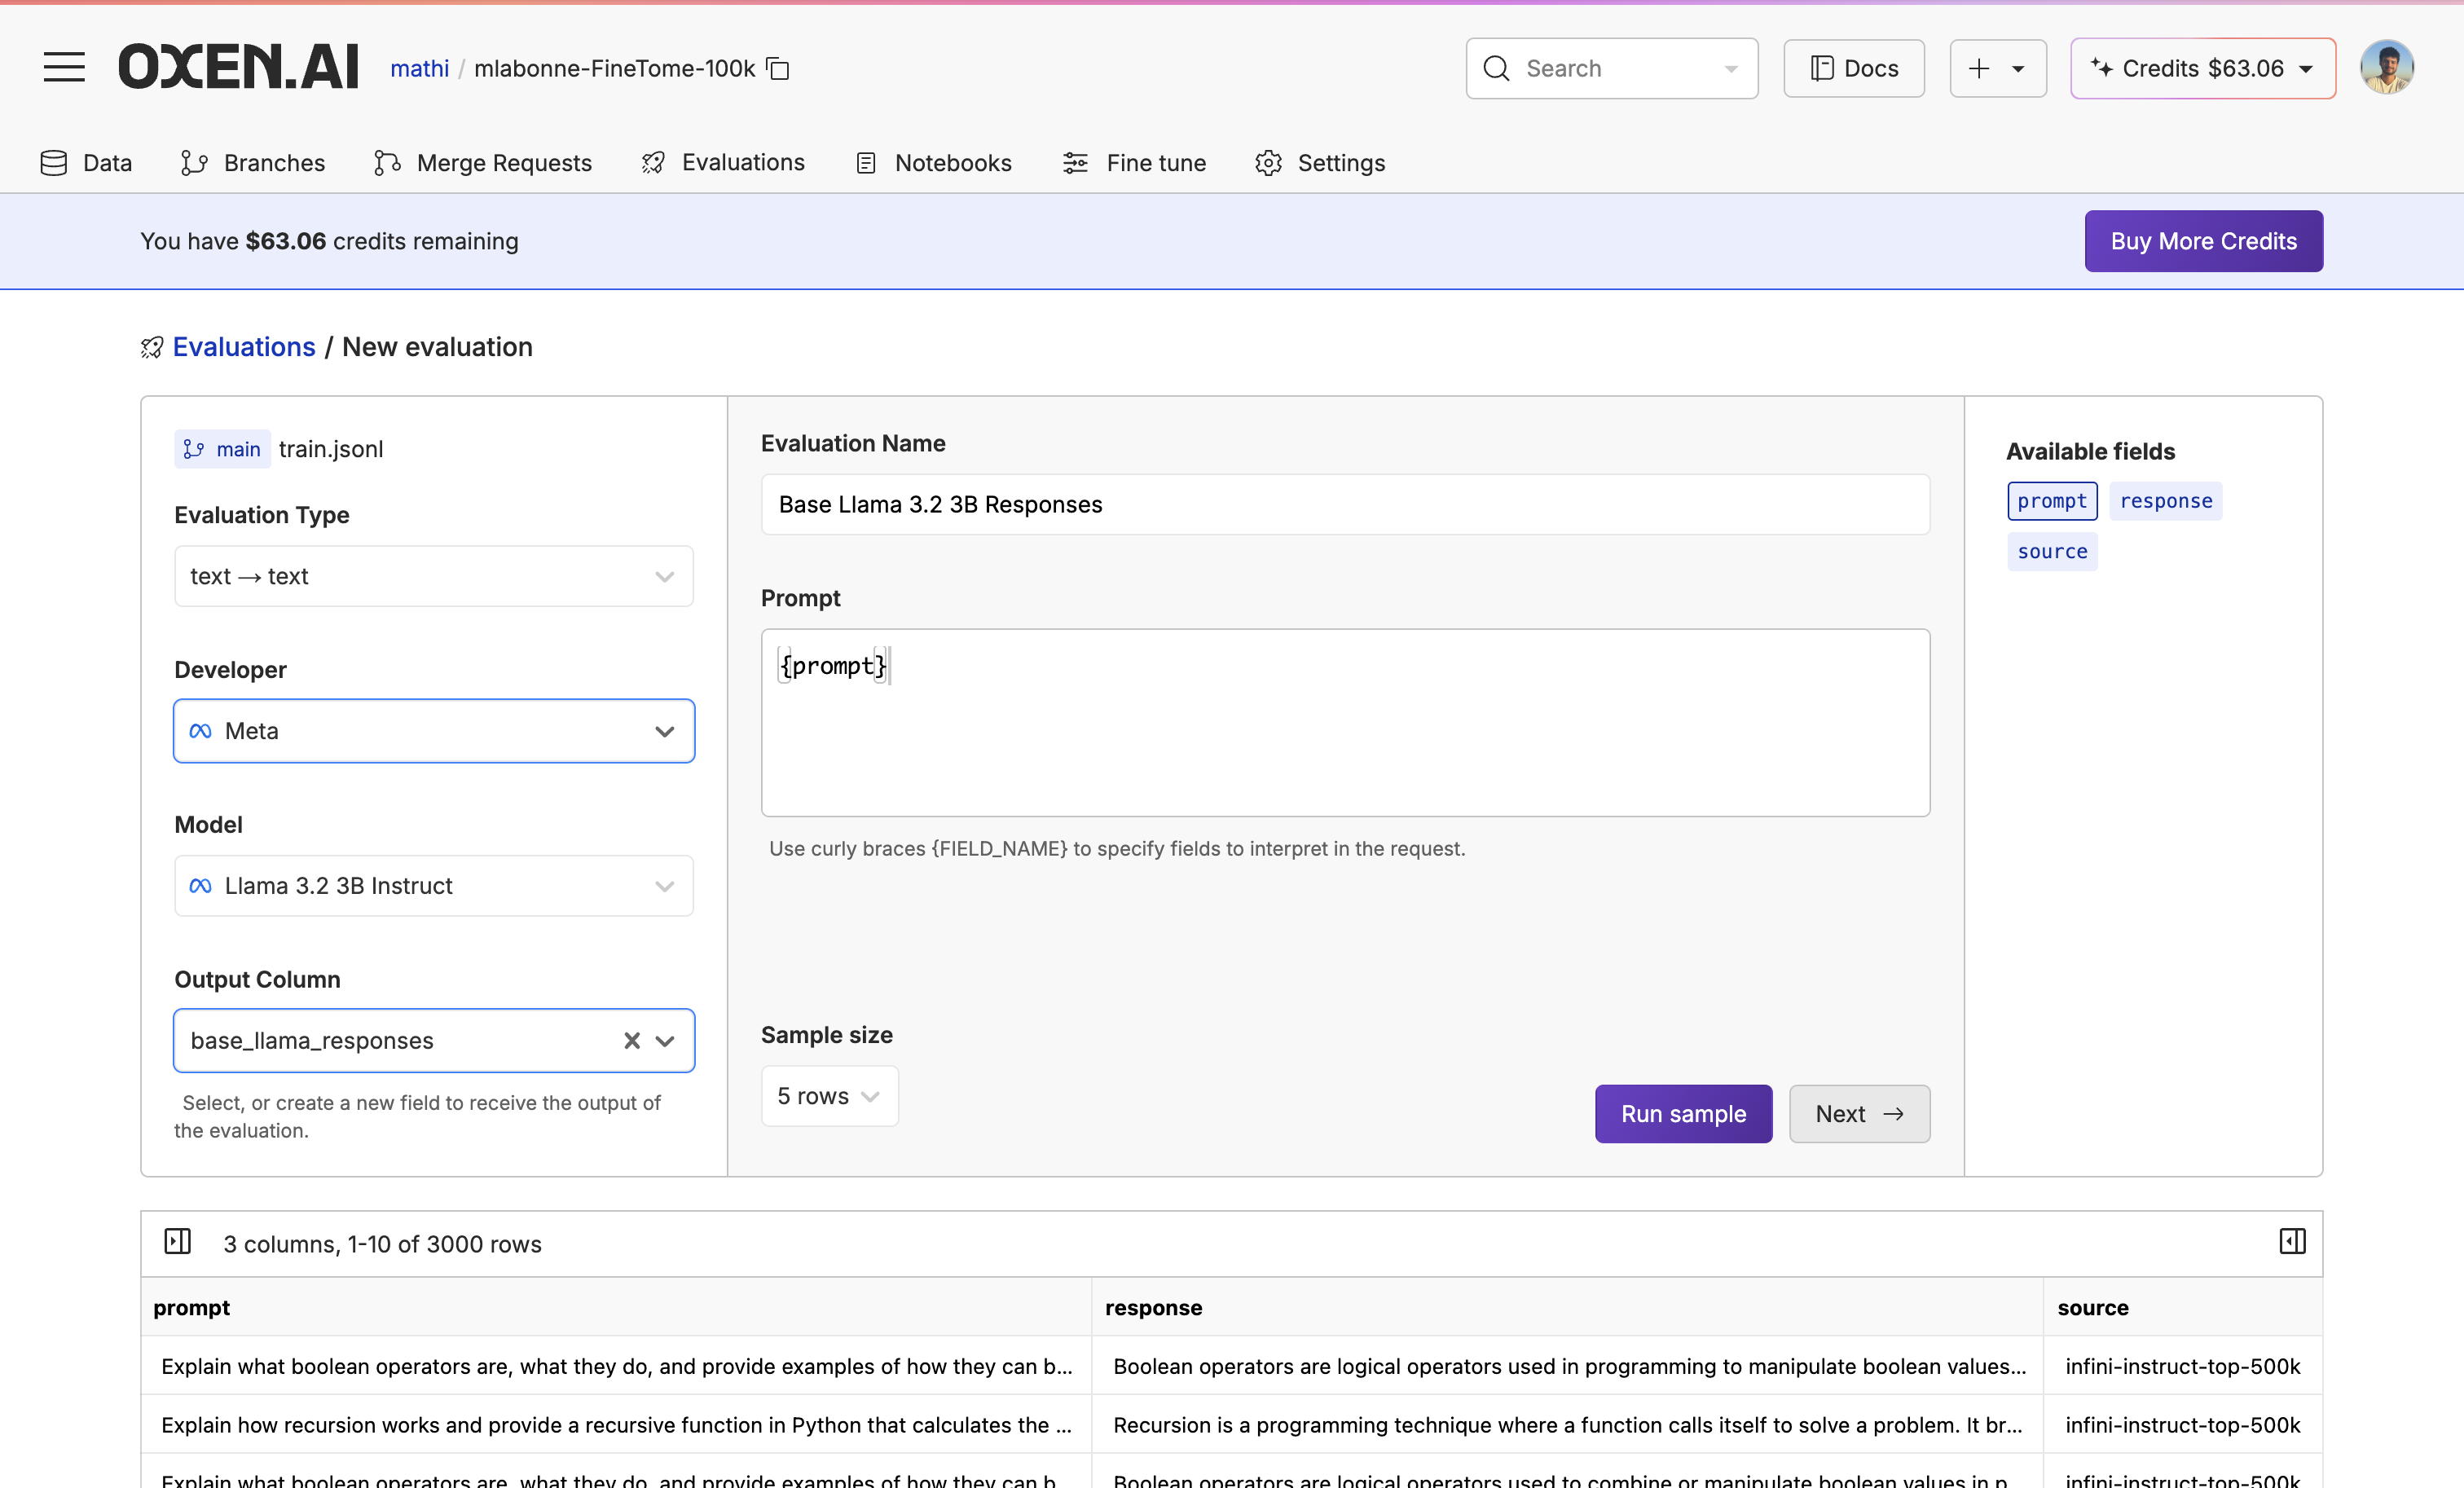 OXEN.AI mathi / mlabonne-FineTome-100k Search Docs Credits $63.06
Data Branches Merge Requests Evaluations Notebooks Fine tune Settings
You have $63.06 credits remaining Buy More Credits
Evaluations / New evaluation
main train.jsonl
Evaluation Type
text → text
Developer
Meta
Model
Llama 3.2 3B Instruct
Output Column
base_llama_responses
Select, or create a new field to receive the output of
the evaluation.
Evaluation Name
Base Llama 3.2 3B Responses
Prompt
{prompt}
Use curly braces {FIELD_NAME} to specify fields to interpret in the request.
Sample size
5 rows
Run sample Next →
Available fields
prompt response
source
3 columns, 1-10 of 3000 rows
prompt response source
Explain what boolean operators are, what they do, and provide examples of how they can b... Boolean operators are logical operators used in programming to manipulate boolean values... infini-instruct-top-500k
Explain how recursion works and provide a recursive function in Python that calculates the ... Recursion is a programming technique where a function calls itself to solve a problem. It br... infini-instruct-top-500k
Explain what boolean operators are, what they do, and provide examples of how they can b... Boolean operators are logical operators used to combine or manipulate boolean values in p... infini-instruct-top-500k